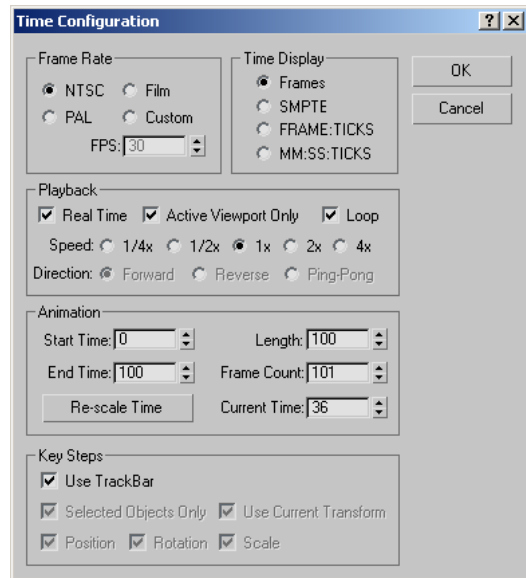 Time Configuration
Frame Rate
NTSC Film
PAL Custom
FPS: 30
Time Display
Frames
SMPTE
FRAME:TICKS
MM:SS:TICKS
OK
Cancel
Playback
Real Time Active Viewport Only Loop
Speed: 1/4x 1/2x 1x 2x 4x
Direction: Forward Reverse Ping-Pong
Animation
Start Time: 0 Length: 100
End Time: 100 Frame Count: 101
Re-scale Time Current Time: 36
Key Steps
Use TrackBar
Selected Objects Only Use Current Transform
Position Rotation Scale